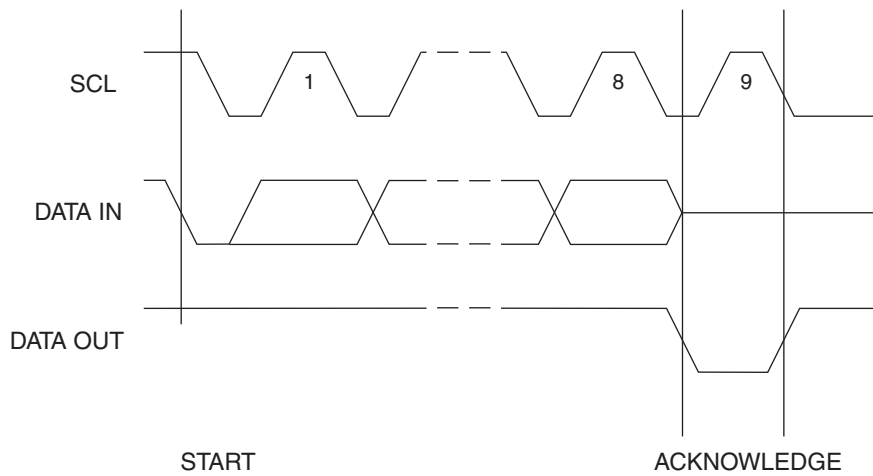 SCL
1
8
9
DATA IN
DATA OUT
START
ACKNOWLEDGE